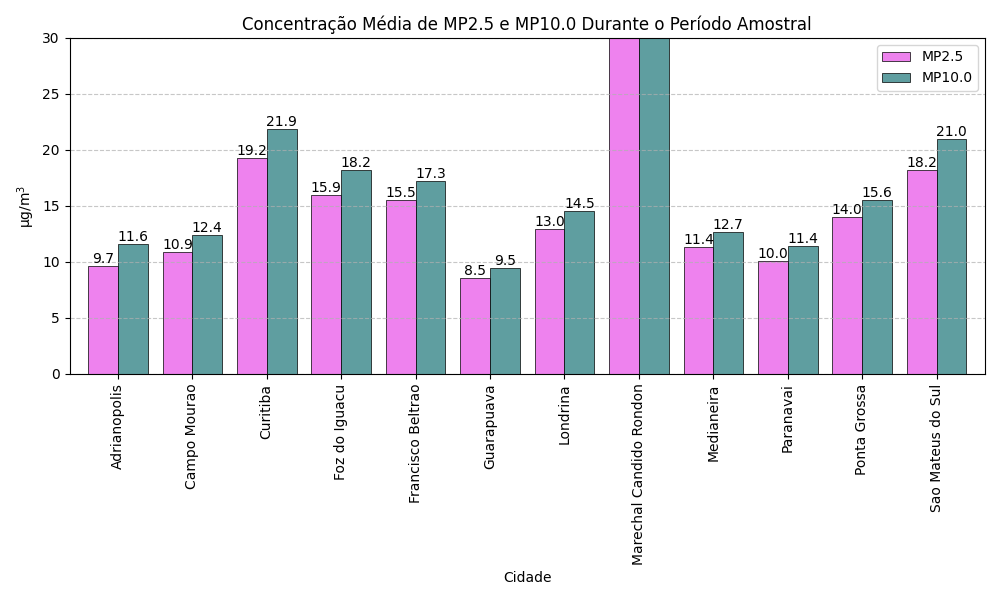 Concentração Média de MP2.5 e MP10.0 Durante o Período Amostral
µg/m³
30
25
20
15
10
5
0
MP2.5
MP10.0
9.7
11.6
10.9
12.4
19.2
21.9
15.9
18.2
15.5
17.3
8.5
9.5
13.0
14.5
11.4
12.7
10.0
11.4
14.0
15.6
18.2
21.0
Adrianopolis
Campo Mourao
Curitiba
Foz do Iguacu
Francisco Beltrao
Guarapuava
Londrina
Marechal Candido Rondon
Medianeira
Paranavai
Ponta Grossa
Sao Mateus do Sul
Cidade